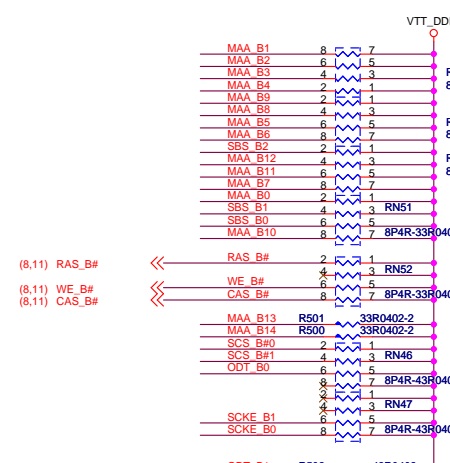 VTT_DD
MAA_B1 8 7
MAA_B2 6 5
MAA_B3 4 3
MAA_B4 2 1
MAA_B9 2 1
MAA_B8 4 3
MAA_B5 6 5
MAA_B6 8 7
SBS_B2 2 1
MAA_B12 4 3
MAA_B11 6 5
MAA_B7 8 7
MAA_B0 2 1
SBS_B1 4 3 RN51
SBS_B0 6 5
MAA_B10 8 7 8P4R-33R040
(8,11) RAS_B# RAS_B# 2 1
4 3 RN52
(8,11) WE_B# WE_B# 6 5
(8,11) CAS_B# CAS_B# 8 7 8P4R-33R040
MAA_B13 R501 33R0402-2
MAA_B14 R500 33R0402-2
SCS_B#0 2 1
SCS_B#1 4 3 RN46
ODT_B0 6 5
8 7 8P4R-43R040
2 1
4 3 RN47
SCKE_B1 6 5
SCKE_B0 8 7 8P4R-43R040